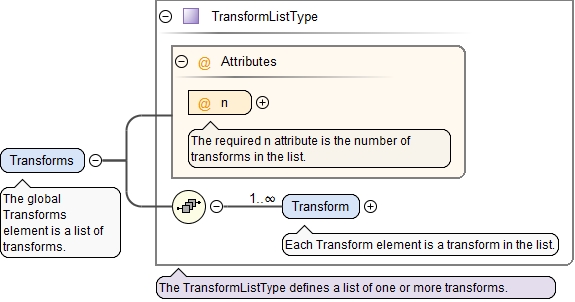 TransformListType
@ Attributes
@ n
The required n attribute is the number of
transforms in the list.
Transforms
The global
Transforms
element is a list of
transforms.
1..∞
Transform
Each Transform element is a transform in the list.
The TransformListType defines a list of one or more transforms.